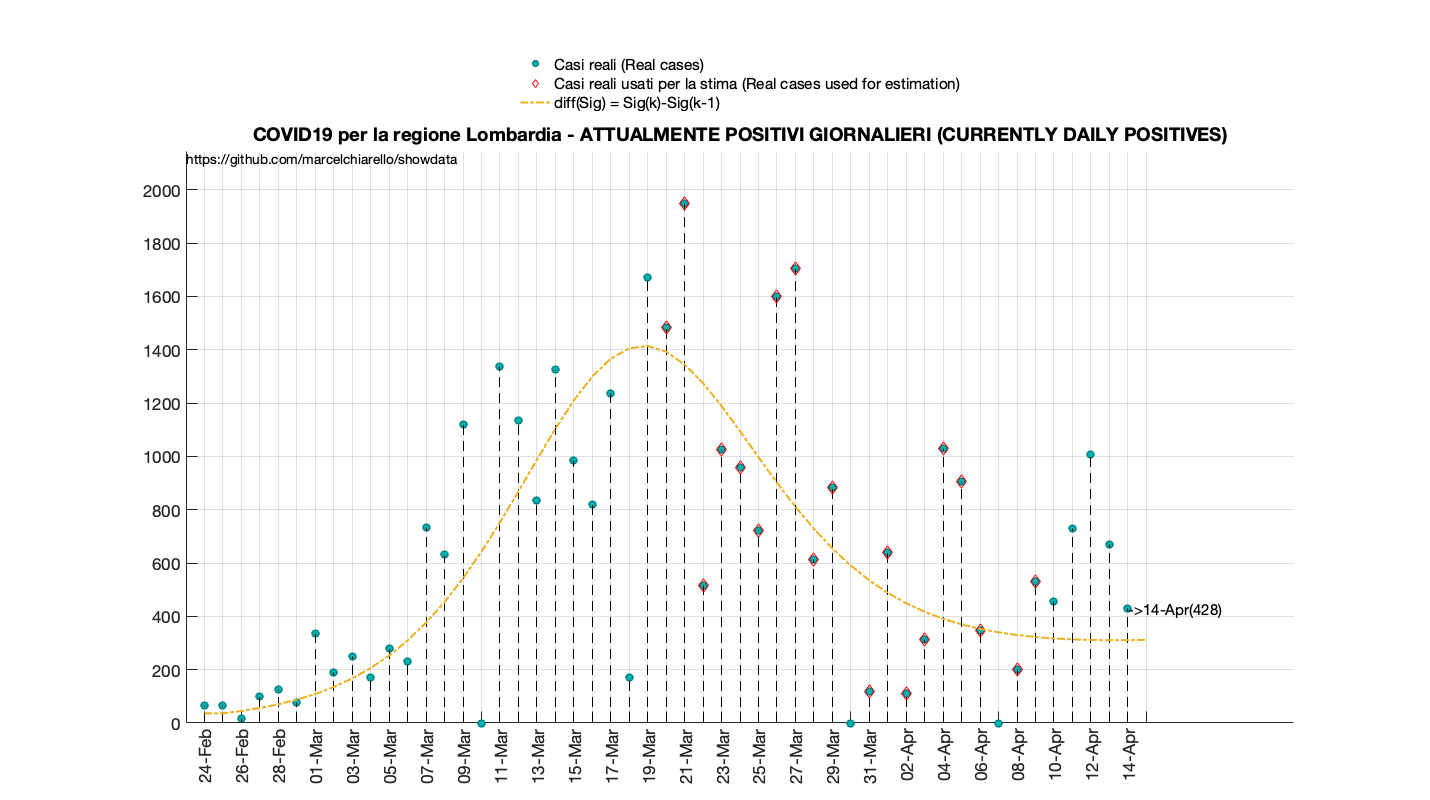 Casi reali (Real cases)
Casi reali usati per la stima (Real cases used for estimation)
diff(Sig) = Sig(k)-Sig(k-1)
COVID19 per la regione Lombardia - ATTUALMENTE POSITIVI GIORNALIERI (CURRENTLY DAILY POSITIVES)
https://github.com/marcelchiarello/showdata
2000
1800
1600
1400
1200
1000
800
600
400
200
0
->14-Apr(428)
24-Feb
26-Feb
28-Feb
01-Mar
03-Mar
05-Mar
07-Mar
09-Mar
11-Mar
13-Mar
15-Mar
17-Mar
19-Mar
21-Mar
23-Mar
25-Mar
27-Mar
29-Mar
31-Mar
02-Apr
04-Apr
06-Apr
08-Apr
10-Apr
12-Apr
14-Apr